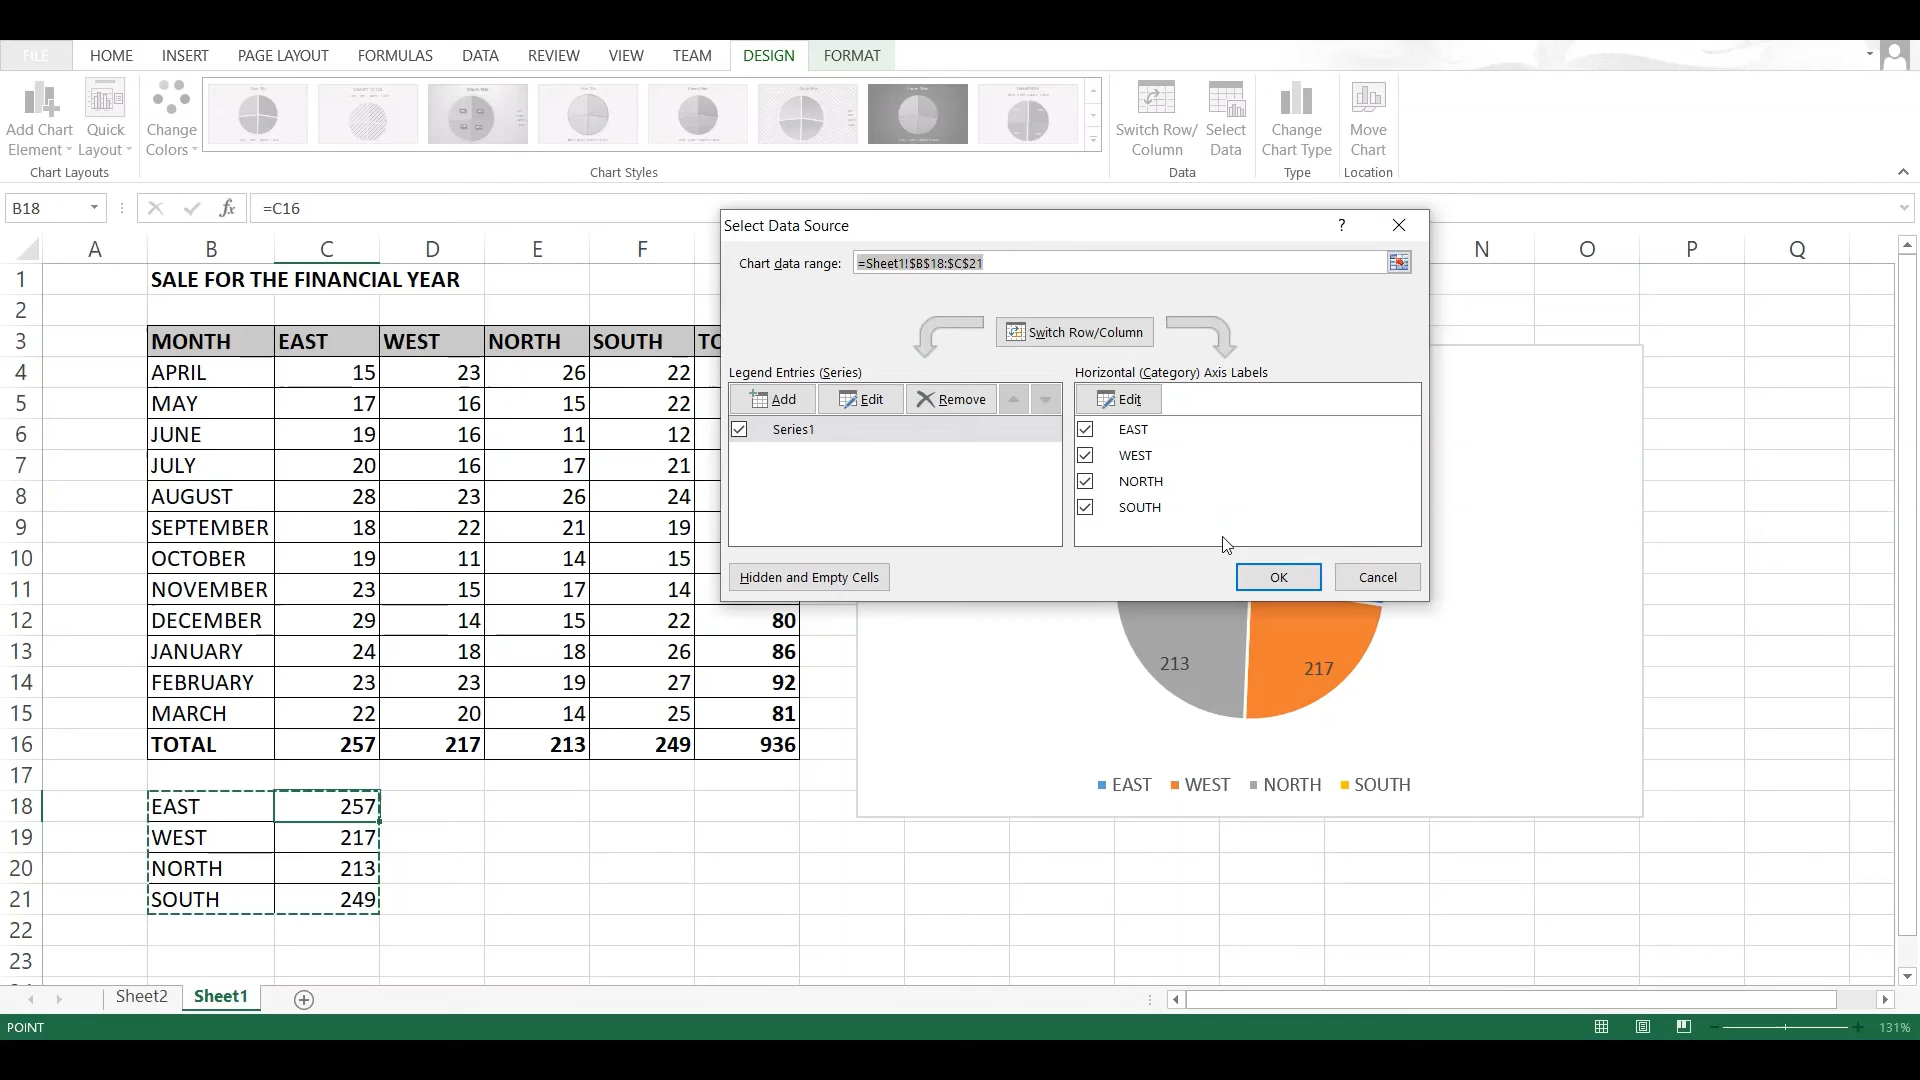 FILE HOME INSERT PAGE LAYOUT FORMULAS DATA REVIEW VIEW TEAM DESIGN FORMAT
Add Chart Element Quick Layout Change Colors Switch Row/ Column Select Data Change Chart Type Move Chart
Chart Layouts Chart Styles Data Type Location
B18 fx =C16
Select Data Source ?
Chart data range: =Sheet1!$B$18:$C$21
Switch Row/Column
Legend Entries (Series) Horizontal (Category) Axis Labels
Add Edit Remove Edit
Series1 EAST
WEST
NORTH
SOUTH
Hidden and Empty Cells OK Cancel
A B C D E F N O P Q
1 SALE FOR THE FINANCIAL YEAR
2
3 MONTH EAST WEST NORTH SOUTH TO
4 APRIL 15 23 26 22
5 MAY 17 16 15 22
6 JUNE 19 16 11 12
7 JULY 20 16 17 21
8 AUGUST 28 23 26 24
9 SEPTEMBER 18 22 21 19
10 OCTOBER 19 11 14 15
11 NOVEMBER 23 15 17 14
12 DECEMBER 29 14 15 22 80
13 JANUARY 24 18 18 26 86
14 FEBRUARY 23 23 19 27 92
15 MARCH 22 20 14 25 81
16 TOTAL 257 217 213 249 936
17
18 EAST 257
19 WEST 217
20 NORTH 213
21 SOUTH 249
22
23
213 217
EAST WEST NORTH SOUTH
Sheet2 Sheet1
POINT 131%